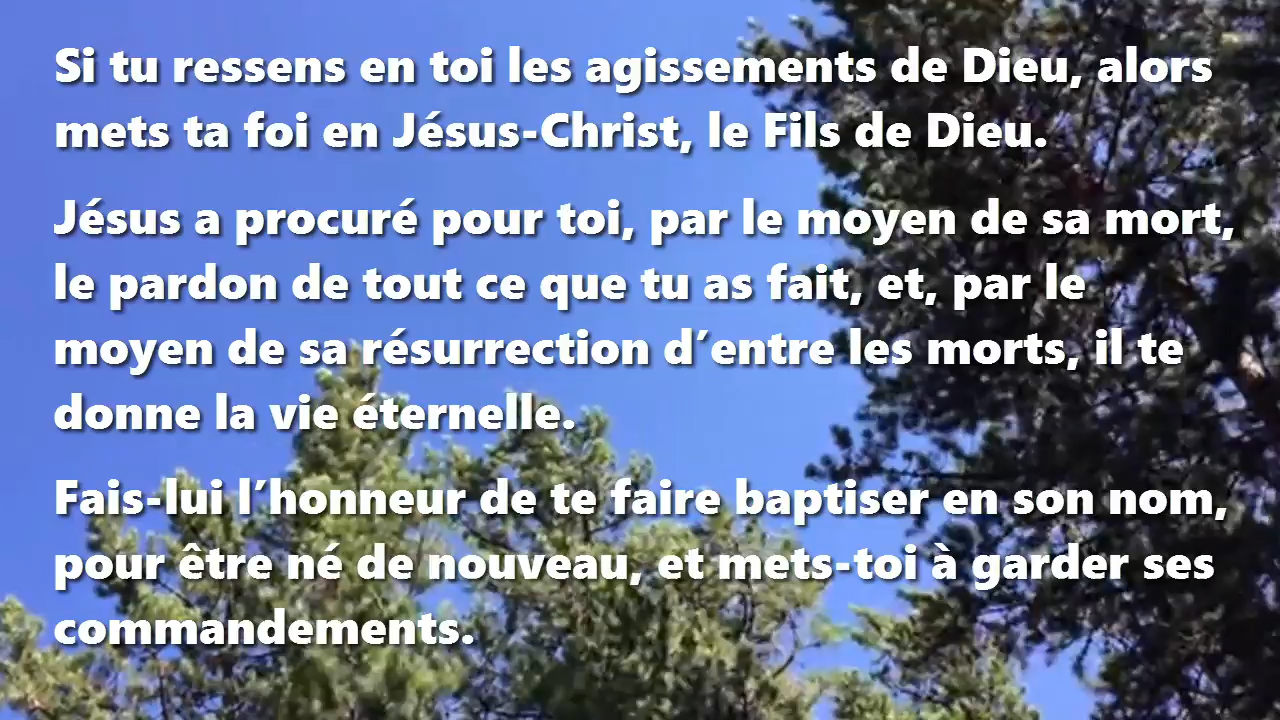 Si tu ressens en toi les agissements de Dieu, alors
mets ta foi en Jésus-Christ, le Fils de Dieu.
Jésus a procuré pour toi, par le moyen de sa mort,
le pardon de tout ce que tu as fait, et, par le
moyen de sa résurrection d’entre les morts, il te
donne la vie éternelle.
Fais-lui l’honneur de te faire baptiser en son nom,
pour être né de nouveau, et mets-toi à garder ses
commandements.